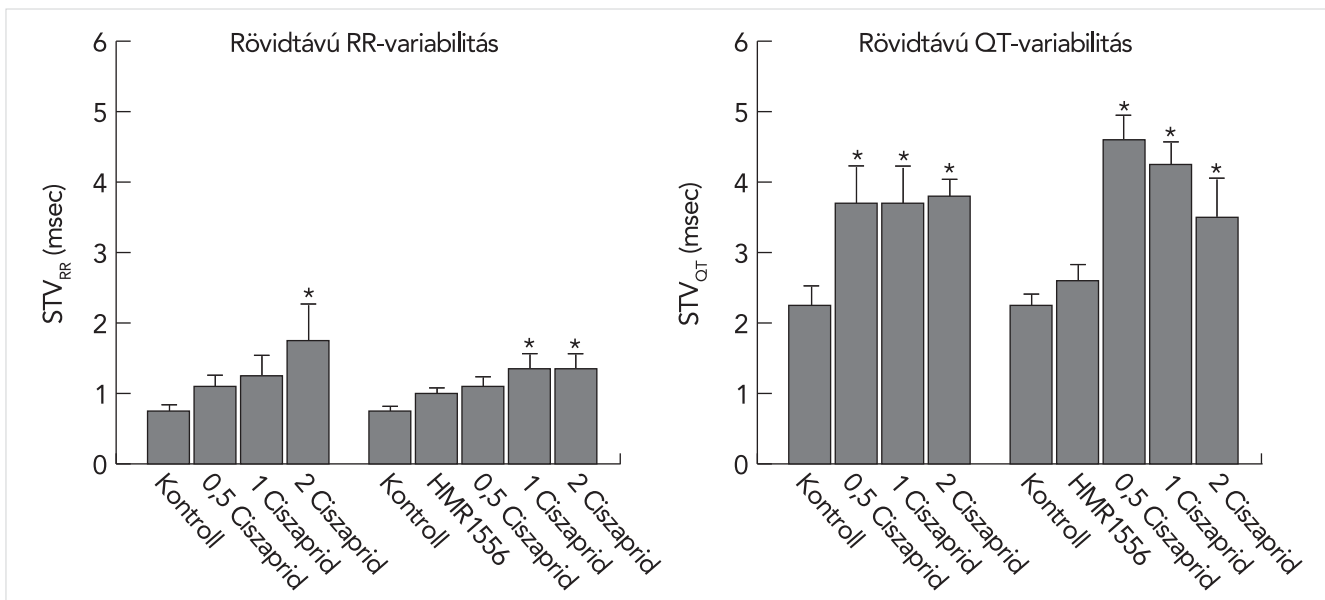 Rövidtávú RR-variabilitás
6
5
4
3
2
1
0
STV_RR (msec)
*
*
*
Kontroll
0,5 Ciszaprid
1 Ciszaprid
2 Ciszaprid
Kontroll
HMR1556
0,5 Ciszaprid
1 Ciszaprid
2 Ciszaprid
Rövidtávú QT-variabilitás
6
5
4
3
2
1
0
STV_QT (msec)
*
*
*
*
*
*
Kontroll
0,5 Ciszaprid
1 Ciszaprid
2 Ciszaprid
Kontroll
HMR1556
0,5 Ciszaprid
1 Ciszaprid
2 Ciszaprid